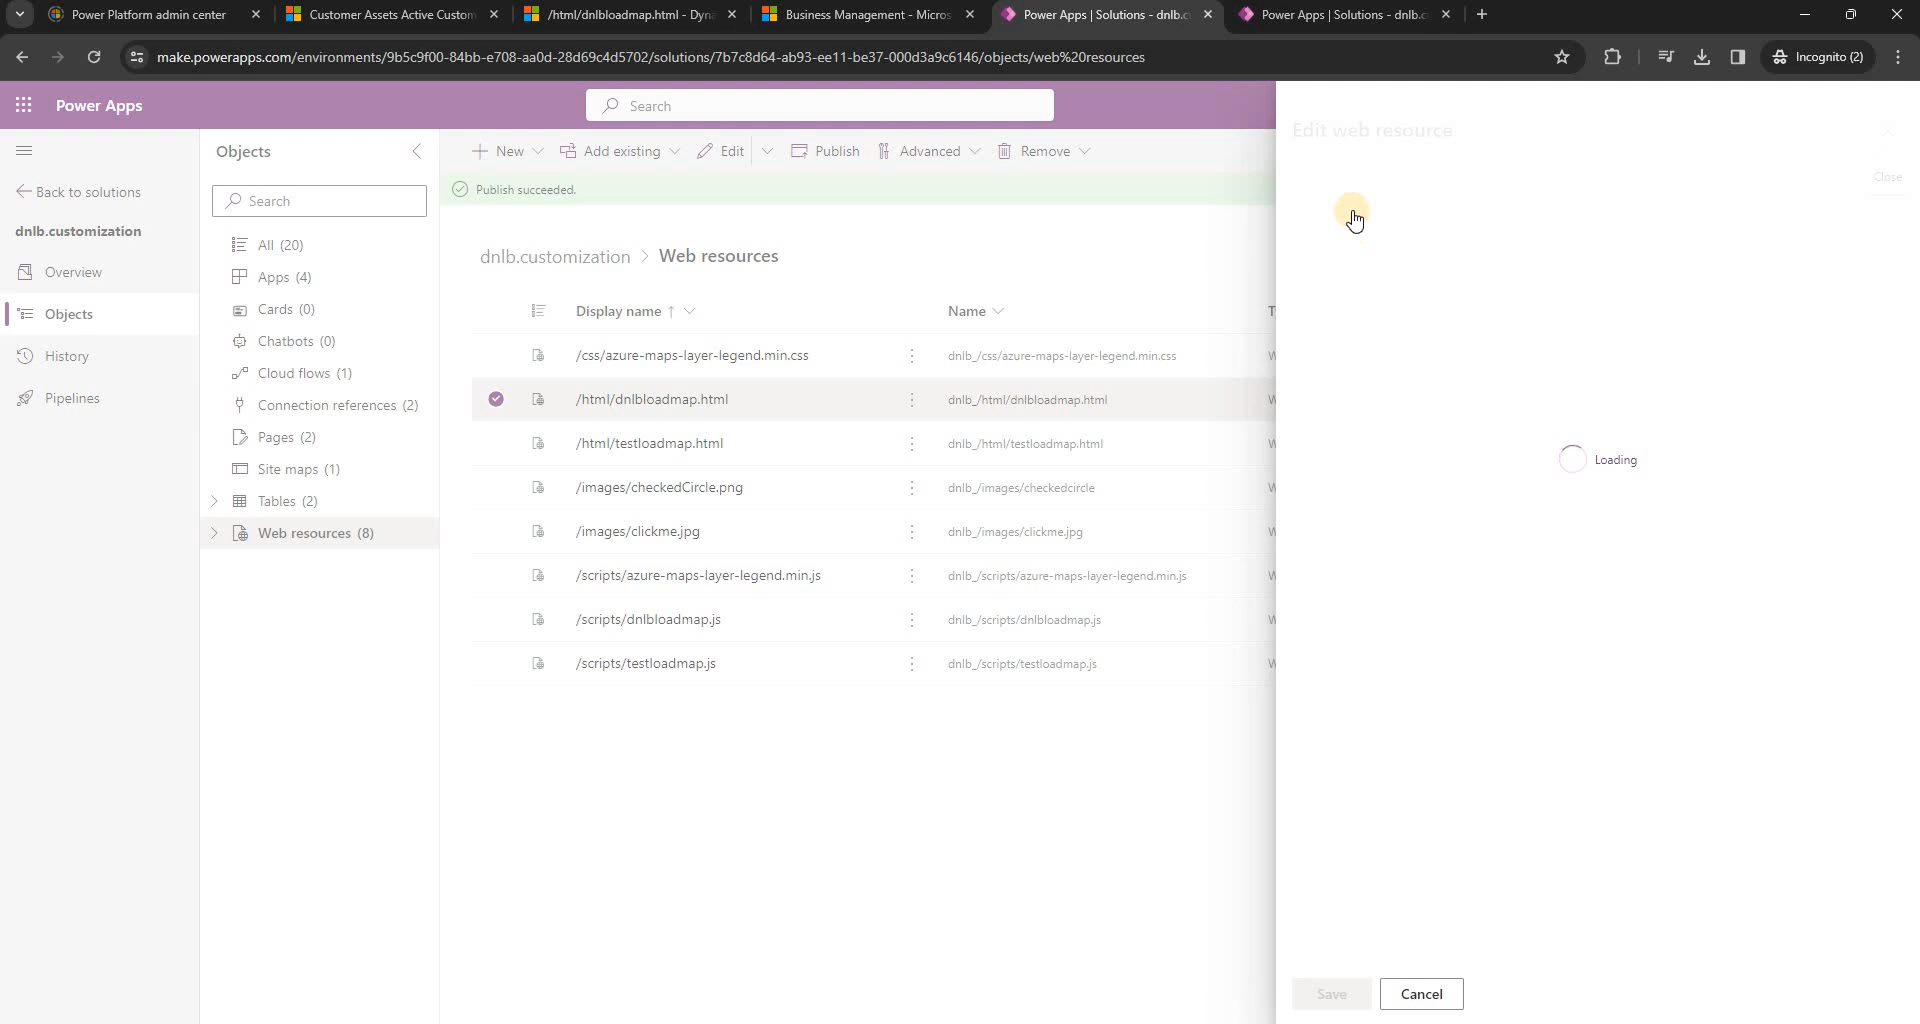 Power Platform admin center
Customer Assets Active Custom
/html/dnlbloadmap.html - Dyn
Business Management - Micros
Power Apps | Solutions - dnlb.c
Power Apps | Solutions - dnlb.c
make.powerapps.com/environments/9b5c9f00-84bb-e708-aa0d-28d69c4d5702/solutions/7b7c8d64-ab93-ee11-be37-000d3a9c6146/objects/web%20resources
Incognito (2)
Power Apps
Search
Edit web resource
Close
Back to solutions
dnlb.customization
Overview
Objects
History
Pipelines
Objects
Search
All (20)
Apps (4)
Cards (0)
Chatbots (0)
Cloud flows (1)
Connection references (2)
Pages (2)
Site maps (1)
Tables (2)
Web resources (8)
New
Add existing
Edit
Publish
Advanced
Remove
Publish succeeded.
dnlb.customization > Web resources
Display name ↑ Name
/css/azure-maps-layer-legend.min.css dnlb_/css/azure-maps-layer-legend.min.css
/html/dnlbloadmap.html dnlb_/html/dnlbloadmap.html
/html/testloadmap.html dnlb_/html/testloadmap.html
/images/checkedCircle.png dnlb_/images/checkedcircle
/images/clickme.jpg dnlb_/images/clickme.jpg
/scripts/azure-maps-layer-legend.min.js dnlb_/scripts/azure-maps-layer-legend.min.js
/scripts/dnlbloadmap.js dnlb_/scripts/dnlbloadmap.js
/scripts/testloadmap.js dnlb_/scripts/testloadmap.js
Loading
Save
Cancel